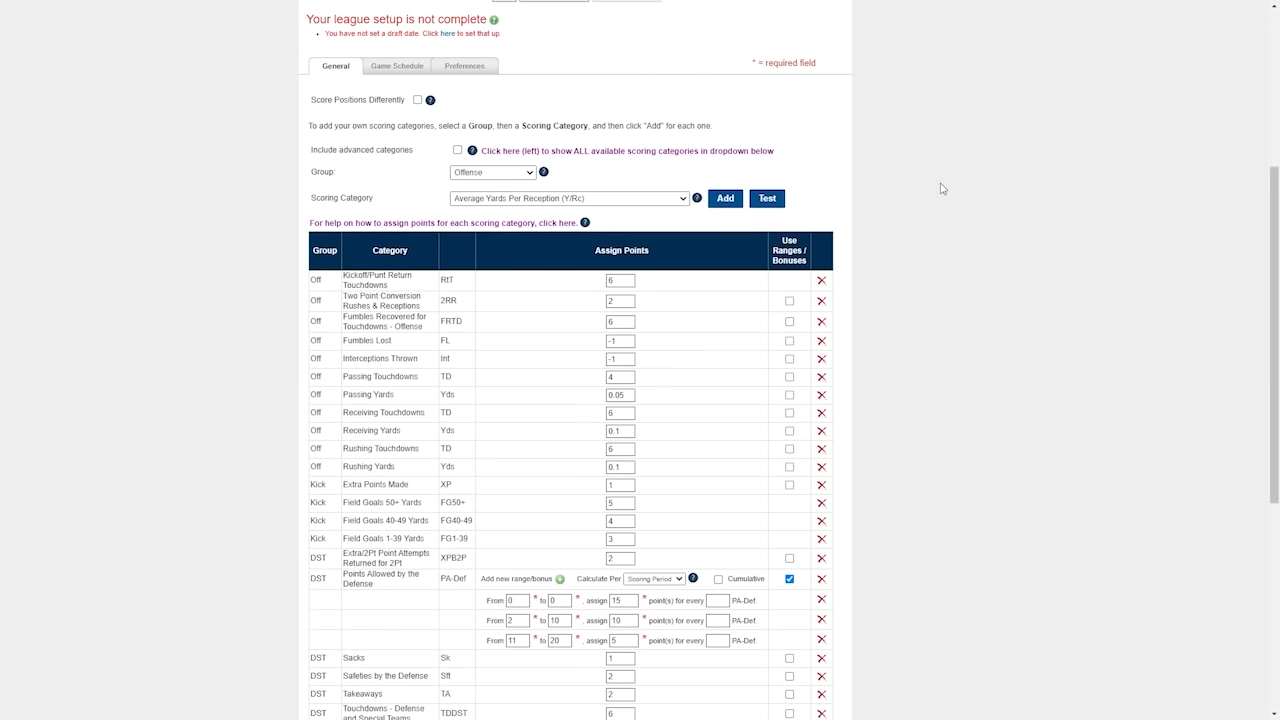 Your league setup is not complete
You have not set a draft date. Click here to set that up.
General Game Schedule Preferences
* = required field
Score Positions Differently
To add your own scoring categories, select a Group, then a Scoring Category, and then click "Add" for each one.
Include advanced categories Click here (left) to show ALL available scoring categories in dropdown below
Group: Offense
Scoring Category Average Yards Per Reception (Y/Rc) Add Test
For help on how to assign points for each scoring category, click here.
Group Category Assign Points Use Ranges / Bonuses
Off Kickoff/Punt Return Touchdowns RtT 6
Off Two Point Conversion Rushes & Receptions 2RR 2
Off Fumbles Recovered for Touchdowns - Offense FRTD 6
Off Fumbles Lost FL -1
Off Interceptions Thrown Int -1
Off Passing Touchdowns TD 4
Off Passing Yards Yds 0.05
Off Receiving Touchdowns TD 6
Off Receiving Yards Yds 0.1
Off Rushing Touchdowns TD 6
Off Rushing Yards Yds 0.1
Kick Extra Points Made XP 1
Kick Field Goals 50+ Yards FG50+ 5
Kick Field Goals 40-49 Yards FG40-49 4
Kick Field Goals 1-39 Yards FG1-39 3
DST Extra/2Pt Point Attempts Returned for 2Pt XPB2P 2
DST Points Allowed by the Defense PA-Def Add new range/bonus Calculate Per Scoring Period Cumulative
From 0 * to 0 * , assign 15 * point(s) for every PA-Def.
From 2 * to 10 * , assign 10 * point(s) for every PA-Def.
From 11 * to 20 * , assign 5 * point(s) for every PA-Def.
DST Sacks Sk 1
DST Safeties by the Defense Sft 2
DST Takeaways TA 2
DST Touchdowns - Defense and Special Teams TDDST 6